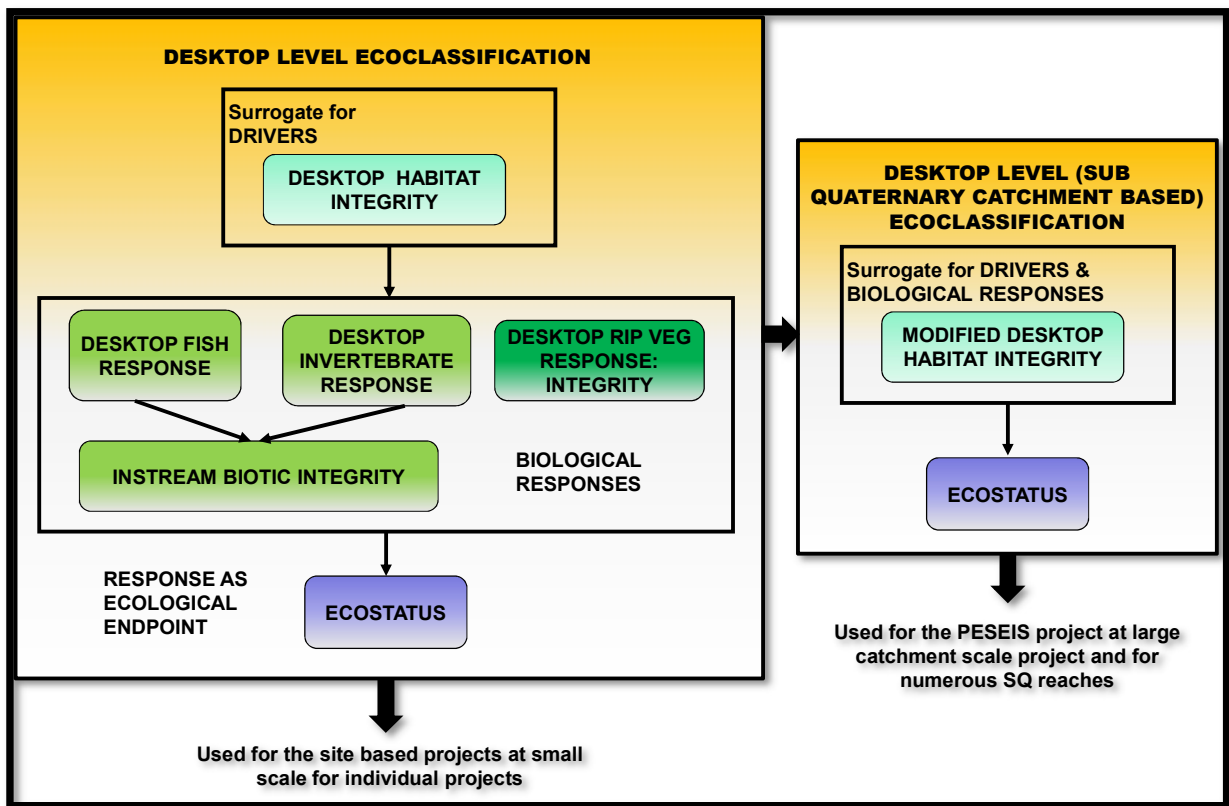 DESKTOP LEVEL ECOCLASSIFICATION
Surrogate for
DRIVERS
DESKTOP HABITAT
INTEGRITY
DESKTOP FISH
RESPONSE
DESKTOP
INVERTEBRATE
RESPONSE
DESKTOP RIP VEG
RESPONSE:
INTEGRITY
INSTREAM BIOTIC INTEGRITY
BIOLOGICAL
RESPONSES
RESPONSE AS
ECOLOGICAL
ENDPOINT
ECOSTATUS
Used for the site based projects at small
scale for individual projects
DESKTOP LEVEL (SUB
QUATERNARY CATCHMENT BASED)
ECOCLASSIFICATION
Surrogate for DRIVERS &
BIOLOGICAL RESPONSES
MODIFIED DESKTOP
HABITAT INTEGRITY
ECOSTATUS
Used for the PESEIS project at large
catchment scale project and for
numerous SQ reaches